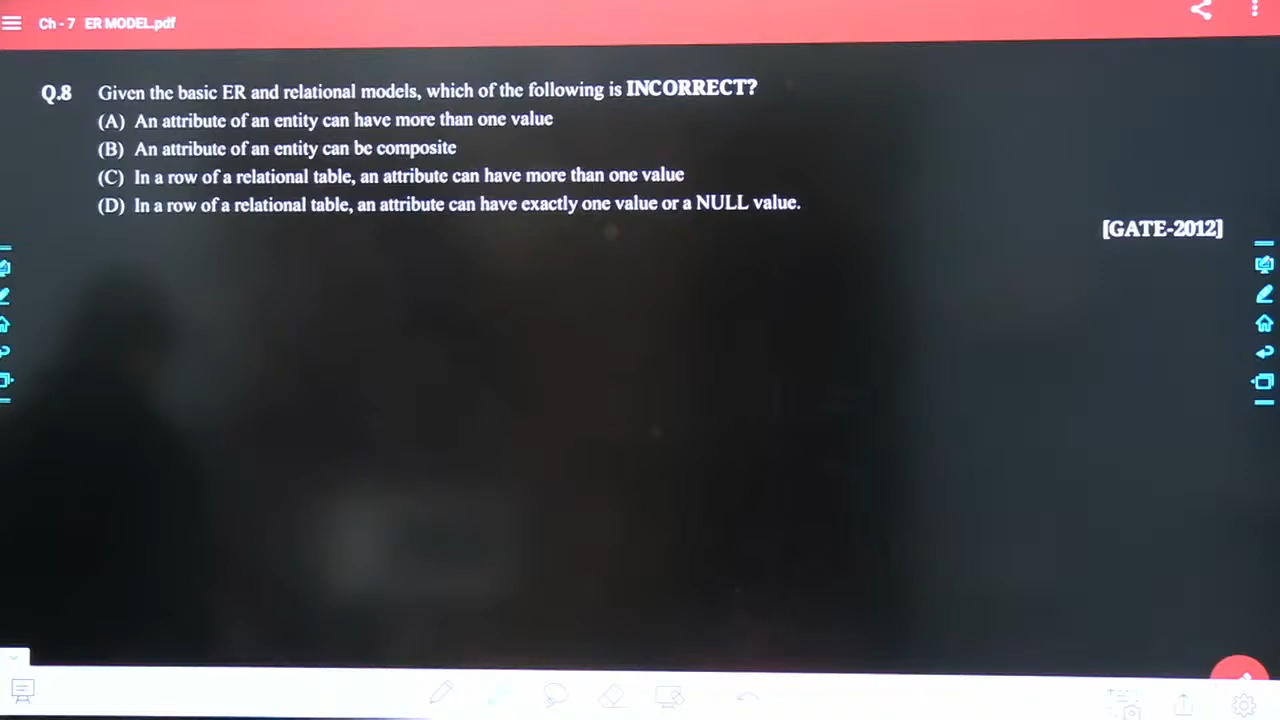 Ch - 7 ER MODEL.pdf
Q.8 Given the basic ER and relational models, which of the following is INCORRECT?
(A) An attribute of an entity can have more than one value
(B) An attribute of an entity can be composite
(C) In a row of a relational table, an attribute can have more than one value
(D) In a row of a relational table, an attribute can have exactly one value or a NULL value.
[GATE-2012]